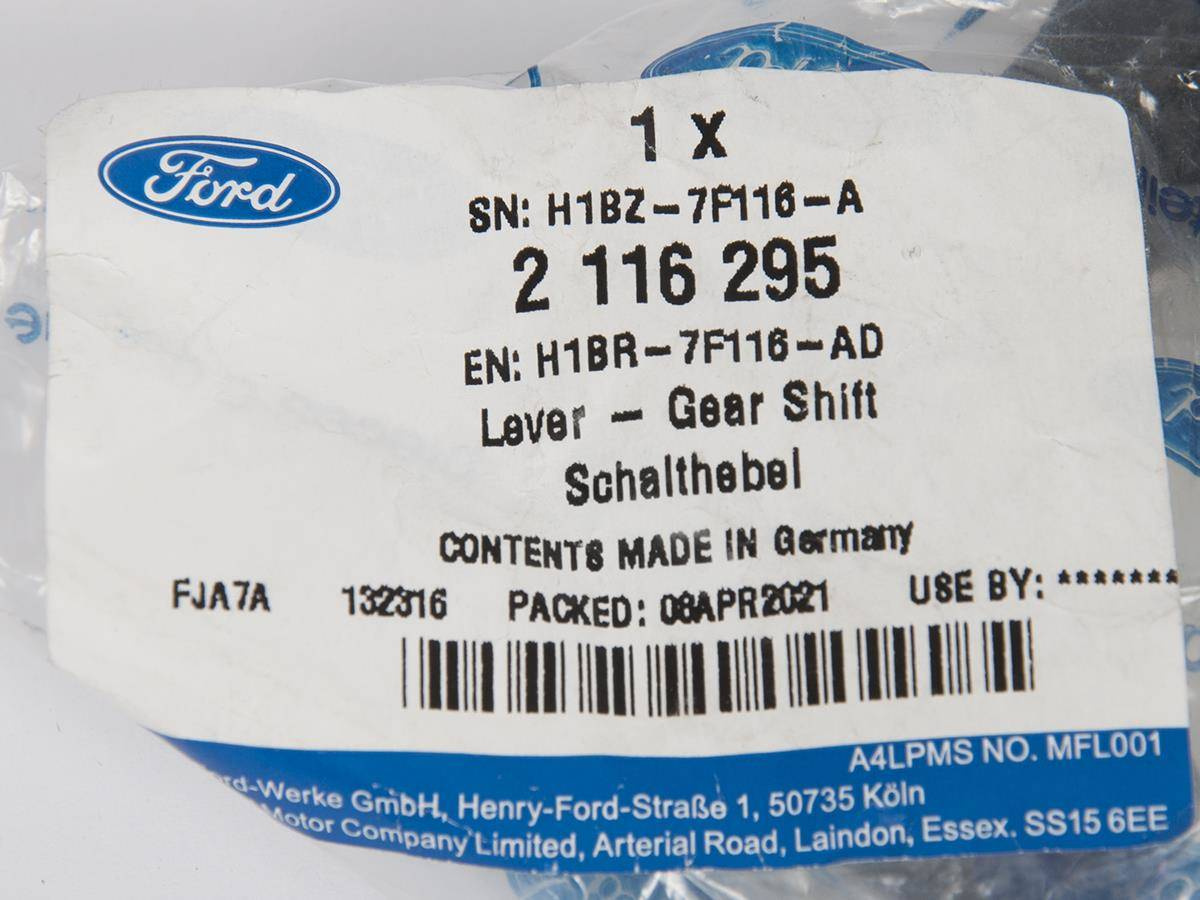 Ford
1 X
SN: H1BZ-7F116-A
2 116 295
EN: H1BR-7F116-AD
Lever - Gear Shift
Schalthebel
CONTENTS MADE IN Germany
FJA7A 132316 PACKED: 08APR2021 USE BY: *******
A4LPMS NO. MFL001
rd-Werke GmbH, Henry-Ford-Straße 1, 50735 Köln
Motor Company Limited, Arterial Road, Laindon, Essex. SS15 6EE